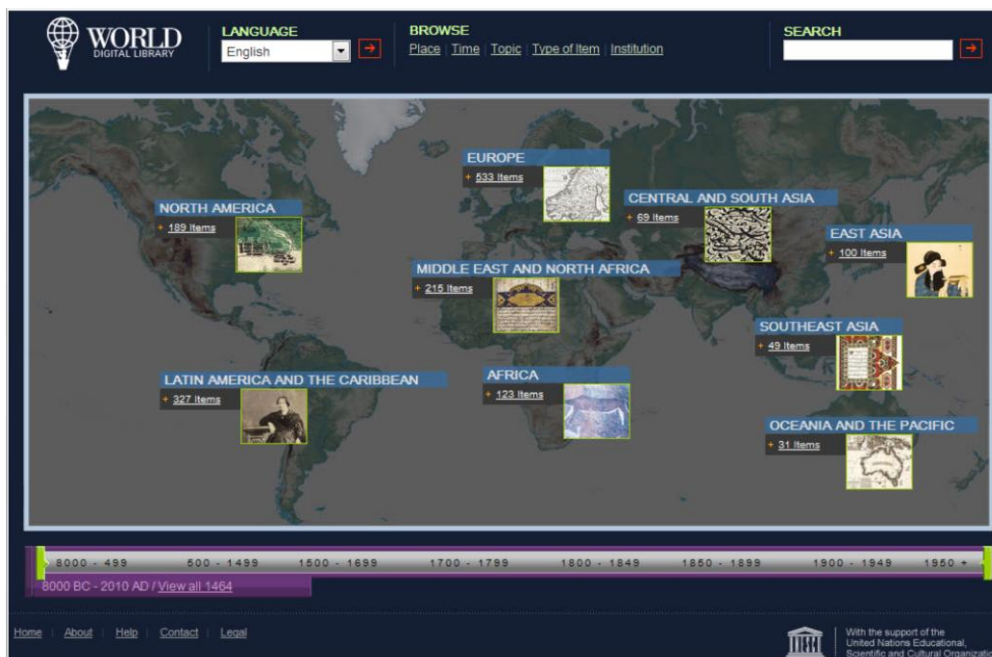 WORLD
DIGITAL LIBRARY
LANGUAGE
English
BROWSE
Place | Time | Topic | Type of Item | Institution
SEARCH
EUROPE
+ 533 Items
CENTRAL AND SOUTH ASIA
+ 69 Items
NORTH AMERICA
+ 189 Items
EAST ASIA
+ 100 Items
MIDDLE EAST AND NORTH AFRICA
+ 215 Items
SOUTHEAST ASIA
+ 49 Items
LATIN AMERICA AND THE CARIBBEAN
+ 327 Items
AFRICA
+ 123 Items
OCEANIA AND THE PACIFIC
+ 31 Items
8000 - 499 500 - 1499 1500 - 1699 1700 - 1799 1800 - 1849 1850 - 1899 1900 - 1949 1950 +
8000 BC - 2010 AD / View all 1464
Home | About | Help | Contact | Legal
With the support of the
United Nations Educational,
Scientific and Cultural Organizatio